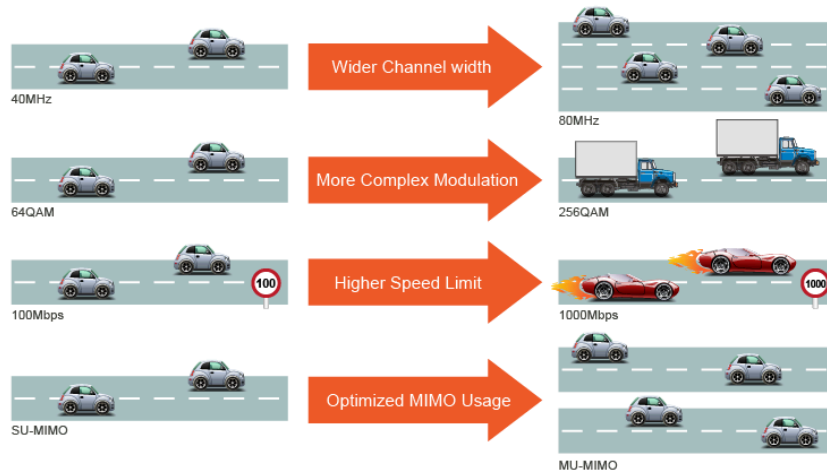 Wider Channel width
40MHz
80MHz
More Complex Modulation
64QAM
256QAM
Higher Speed Limit
100
1000
100Mbps
1000Mbps
Optimized MIMO Usage
SU-MIMO
MU-MIMO